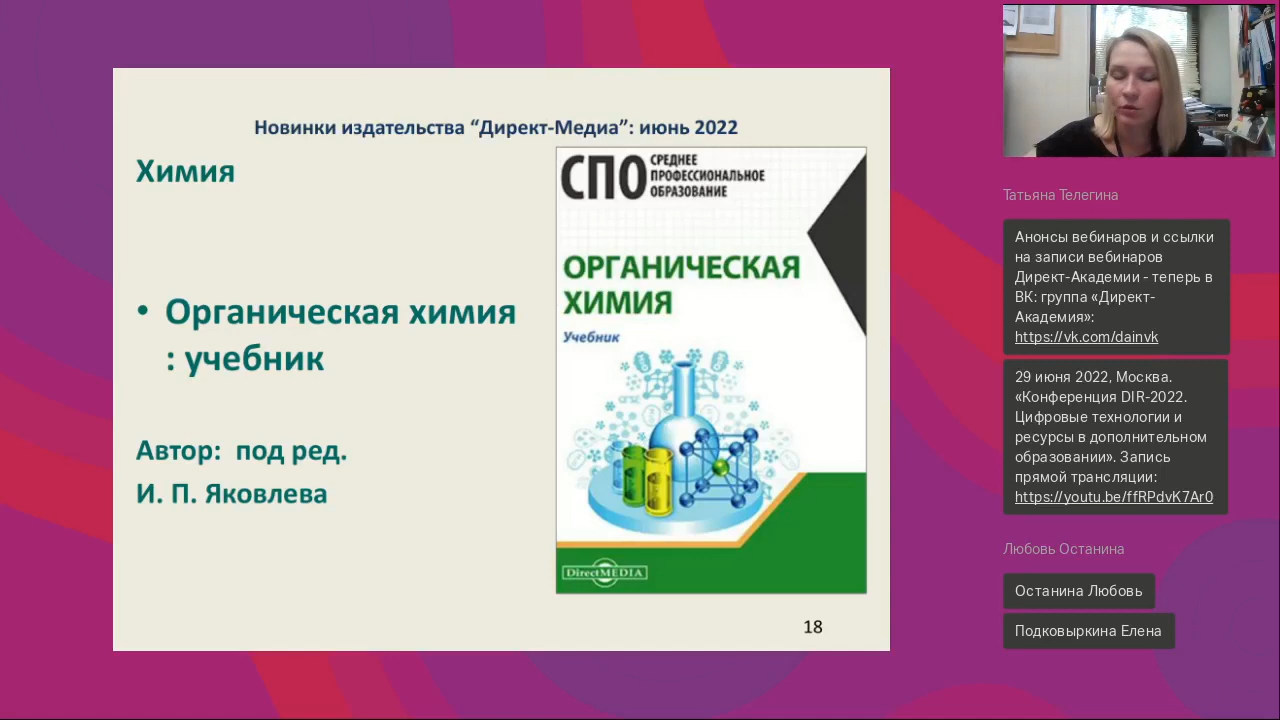 Новинки издательства “Директ-Медиа”: июнь 2022
Химия
• Органическая химия
: учебник
Автор: под ред.
И. П. Яковлева
СПО СРЕДНЕЕ
ПРОФЕССИОНАЛЬНОЕ
ОБРАЗОВАНИЕ
ОРГАНИЧЕСКАЯ
ХИМИЯ
Учебник
DirectMEDIA
18
Татьяна Телегина
Анонсы вебинаров и ссылки
на записи вебинаров
Директ-Академии - теперь в
ВК: группа «Директ-
Академия»:
https://vk.com/dainvk
29 июня 2022, Москва.
«Конференция DIR-2022.
Цифровые технологии и
ресурсы в дополнительном
образовании». Запись
прямой трансляции:
https://youtu.be/ffRPdvK7Ar0
Любовь Останина
Останина Любовь
Подковыркина Елена